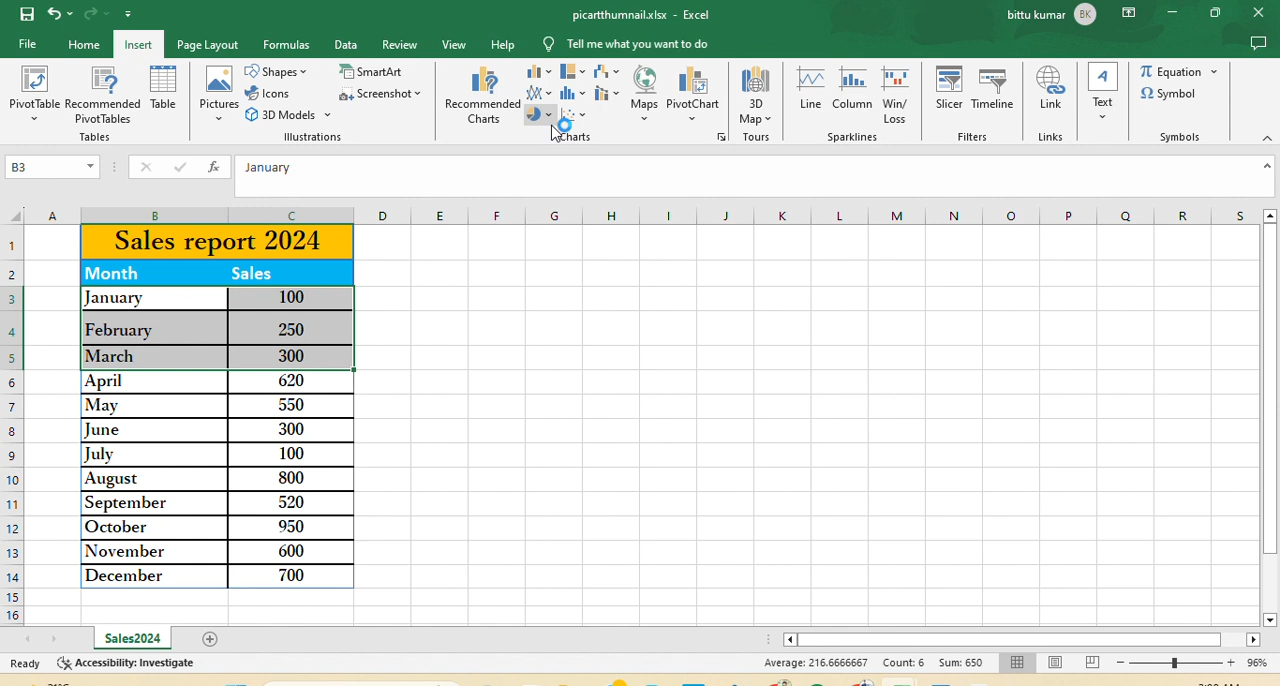 picartthumnail.xlsx - Excel
bittu kumar BK
File Home Insert Page Layout Formulas Data Review View Help Tell me what you want to do
PivotTable Recommended PivotTables Table
Pictures Shapes Icons 3D Models SmartArt Screenshot
Recommended Charts Maps PivotChart 3D Map
Line Column Win/Loss Slicer Timeline Link Text Equation Symbol
Tables Illustrations Charts Tours Sparklines Filters Links Symbols
B3 fx January
A B C D E F G H I J K L M N O P Q R S
1 Sales report 2024
2 Month Sales
3 January 100
4 February 250
5 March 300
6 April 620
7 May 550
8 June 300
9 July 100
10 August 800
11 September 520
12 October 950
13 November 600
14 December 700
15
16
Sales2024
Ready Accessibility: Investigate Average: 216.6666667 Count: 6 Sum: 650 96%